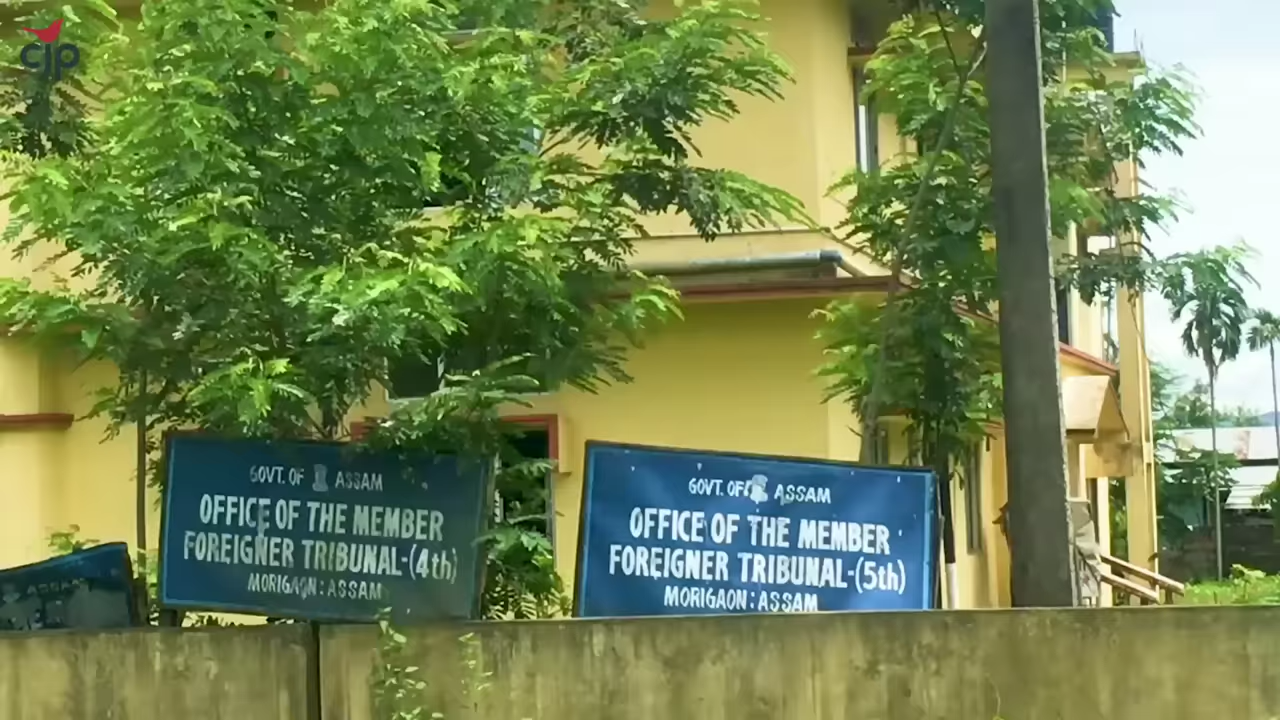 cjp
GOVT. OF ASSAM
OFFICE OF THE MEMBER
FOREIGNER TRIBUNAL-(4th)
MORIGAON: ASSAM
GOVT. OF ASSAM
OFFICE OF THE MEMBER
FOREIGNER TRIBUNAL-(5th)
MORIGAON: ASSAM
ASSAM